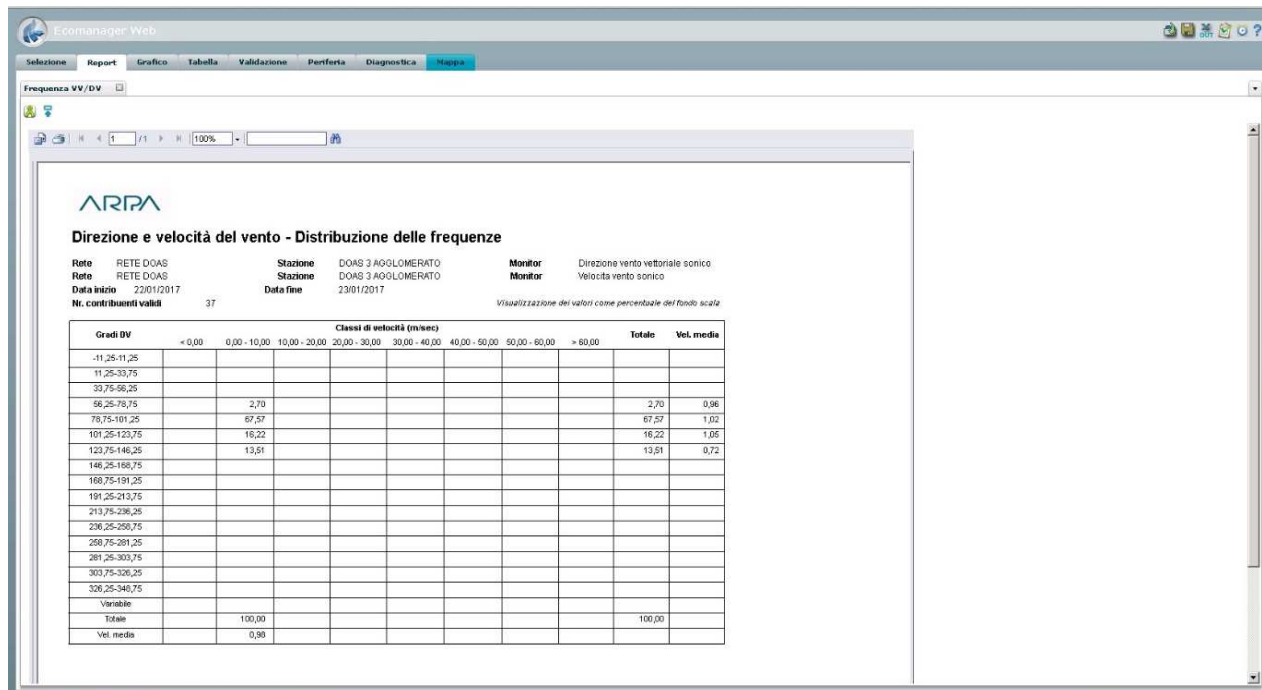 Ecomanager Web
OUT ?
Selezione Report Grafico Tabella Validazione Periferia Diagnostica Mappa
Frequenza VV/DV
1 /1 100%
ARPA
Direzione e velocità del vento - Distribuzione delle frequenze
Rete RETE DOAS Stazione DOAS 3 AGGLOMERATO Monitor Direzione vento vettoriale sonico
Rete RETE DOAS Stazione DOAS 3 AGGLOMERATO Monitor Velocita vento sonico
Data inizio 22/01/2017 Data fine 23/01/2017
Nr. contribuenti validi 37 Visualizzazione dei valori come percentuale del fondo scala
Gradi DV Classi di velocità (m/sec) Totale Vel. media
< 0,00 0,00 - 10,00 10,00 - 20,00 20,00 - 30,00 30,00 - 40,00 40,00 - 50,00 50,00 - 60,00 > 60,00
-11,25-11,25
11,25-33,75
33,75-56,25
56,25-78,75 2,70 2,70 0,96
78,75-101,25 67,57 67,57 1,02
101,25-123,75 16,22 16,22 1,05
123,75-146,25 13,51 13,51 0,72
146,25-168,75
168,75-191,25
191,25-213,75
213,75-236,25
236,25-258,75
258,75-281,25
281,25-303,75
303,75-326,25
326,25-348,75
Variabile
Totale 100,00 100,00
Vel. media 0,98